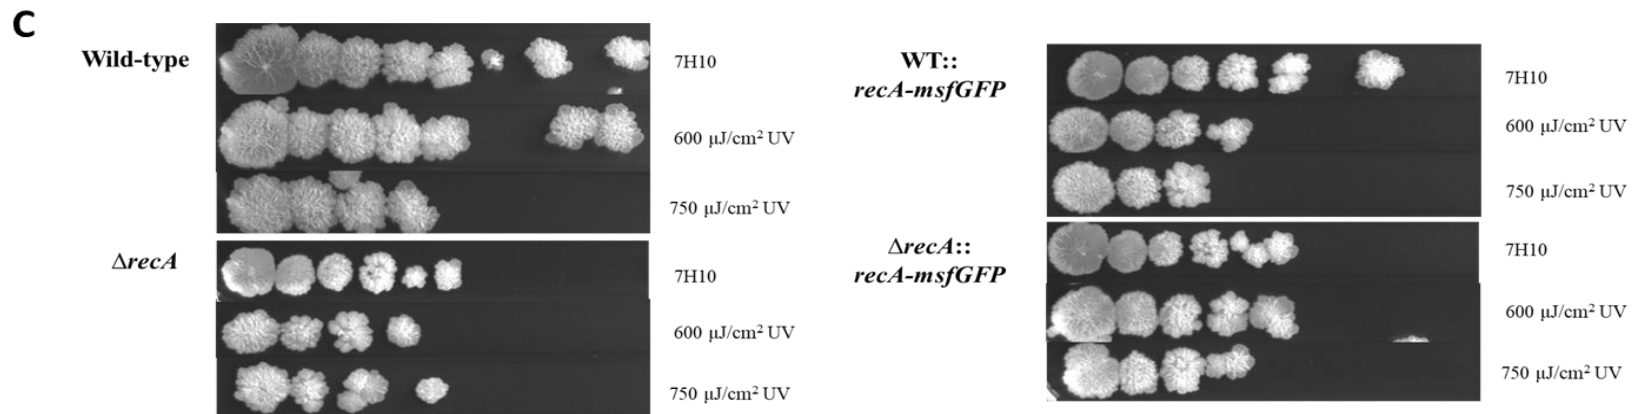 C
Wild-type
7H10
600 μJ/cm² UV
750 μJ/cm² UV
ΔrecA
7H10
600 μJ/cm² UV
750 μJ/cm² UV
WT::
recA-msfGFP
7H10
600 μJ/cm² UV
750 μJ/cm² UV
ΔrecA::
recA-msfGFP
7H10
600 μJ/cm² UV
750 μJ/cm² UV